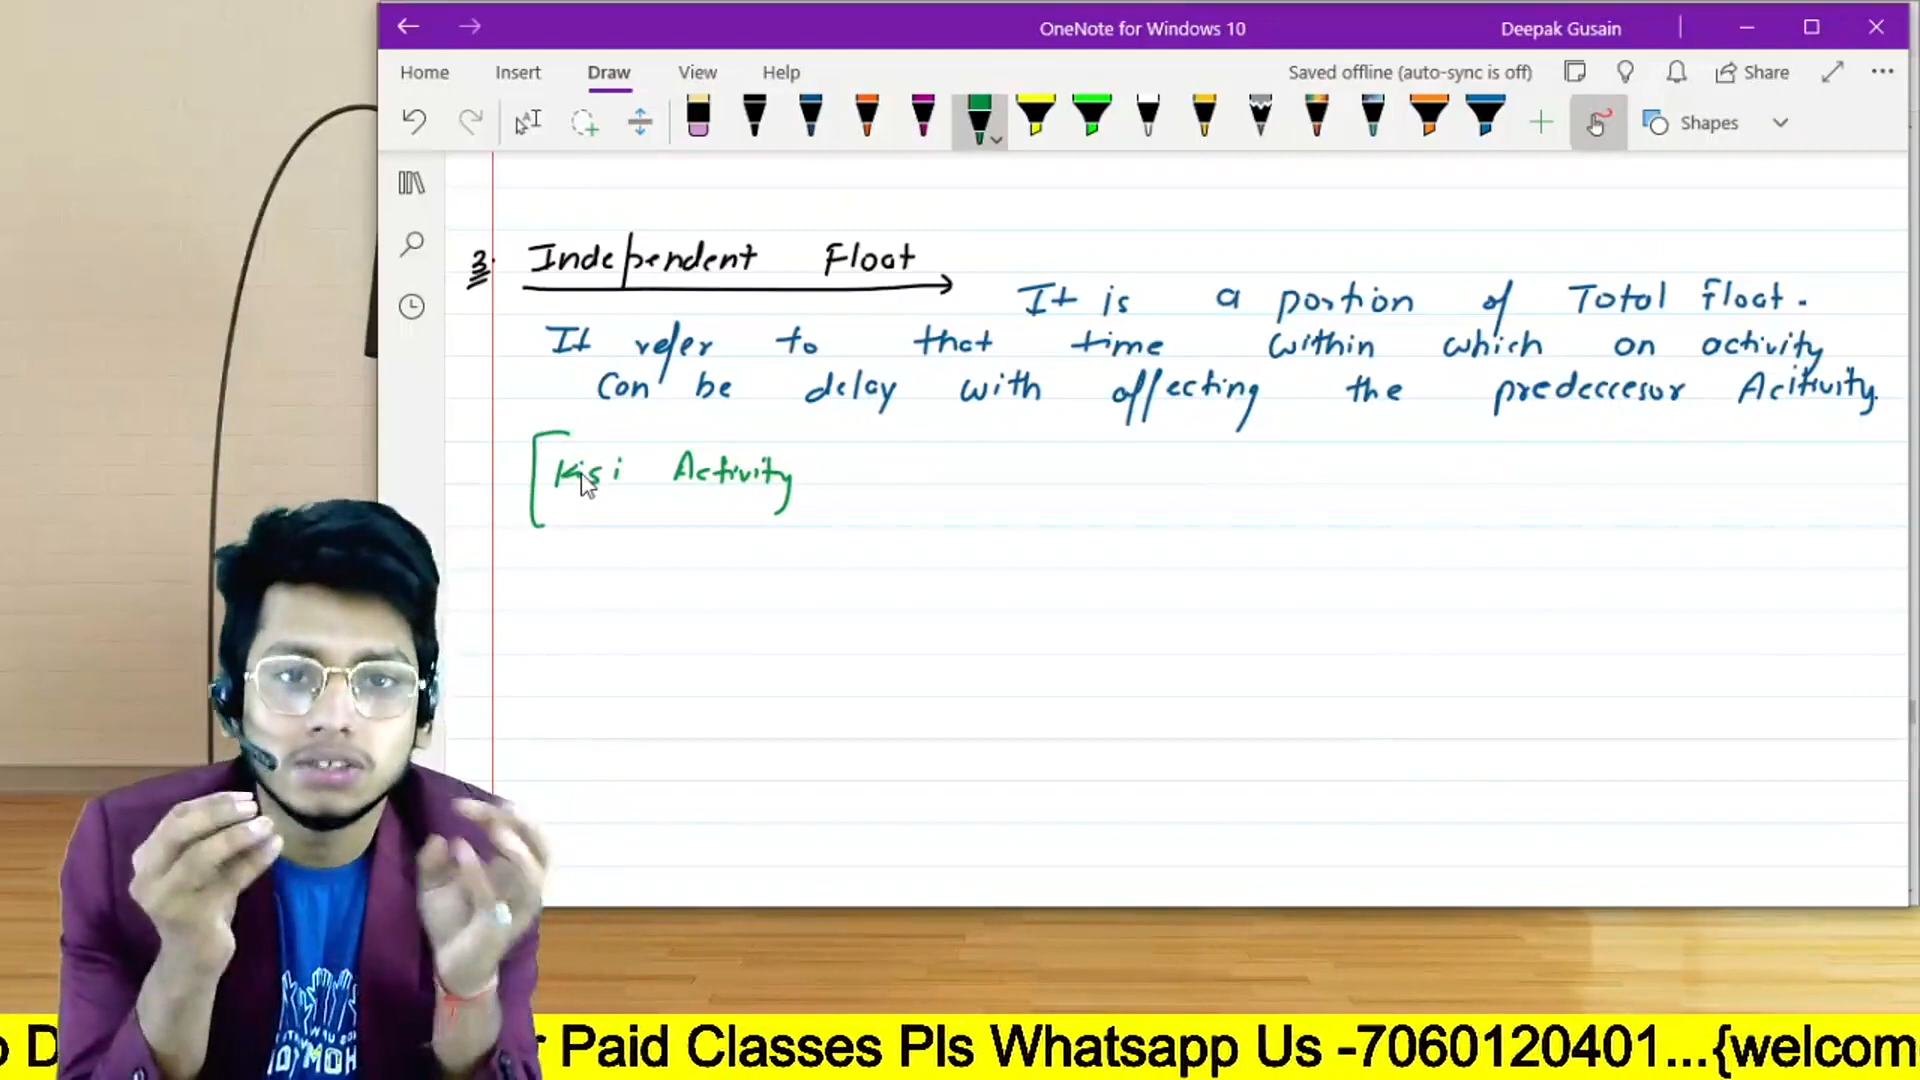 OneNote for Windows 10
Deepak Gusain
Home Insert Draw View Help
Saved offline (auto-sync is off)
Share
Shapes
3. Independent Float
It is a portion of Total float.
It refer to that time within which an activity
Can be delay with affecting the predeccesor Acitivity.
Kisi Activity
Paid Classes Pls Whatsapp Us -7060120401...{welcom